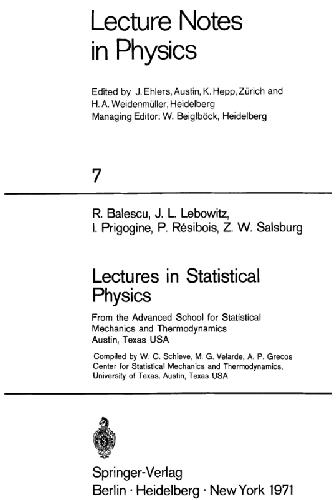 Lecture Notes
in Physics
Edited by J. Ehlers, Austin, K. Hepp, Zürich and
H. A. Weidenmüller, Heidelberg
Managing Editor: W. Beiglböck, Heidelberg
7
R. Balescu, J. L. Lebowitz,
I. Prigogine, P. Résibois, Z. W. Salsburg
Lectures in Statistical
Physics
From the Advanced School for Statistical
Mechanics and Thermodynamics
Austin, Texas USA
Compiled by W. C. Schieve, M. G. Velarde, A. P. Grecos
Center for Statistical Mechanics and Thermodynamics,
University of Texas, Austin, Texas USA
Springer-Verlag
Berlin · Heidelberg · New York 1971